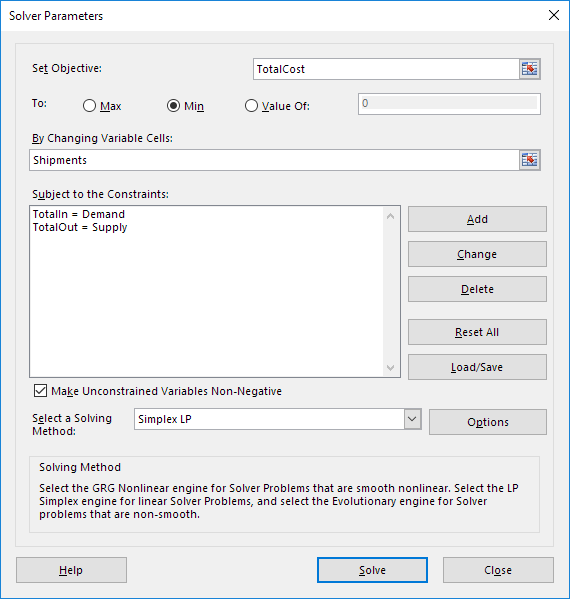 Solver Parameters
Set Objective: TotalCost
To: Max Min Value Of: 0
By Changing Variable Cells:
Shipments
Subject to the Constraints:
TotalIn = Demand
TotalOut = Supply
Add
Change
Delete
Reset All
Load/Save
Make Unconstrained Variables Non-Negative
Select a Solving
Method:
Simplex LP
Options
Solving Method
Select the GRG Nonlinear engine for Solver Problems that are smooth nonlinear. Select the LP
Simplex engine for linear Solver Problems, and select the Evolutionary engine for Solver
problems that are non-smooth.
Help
Solve
Close